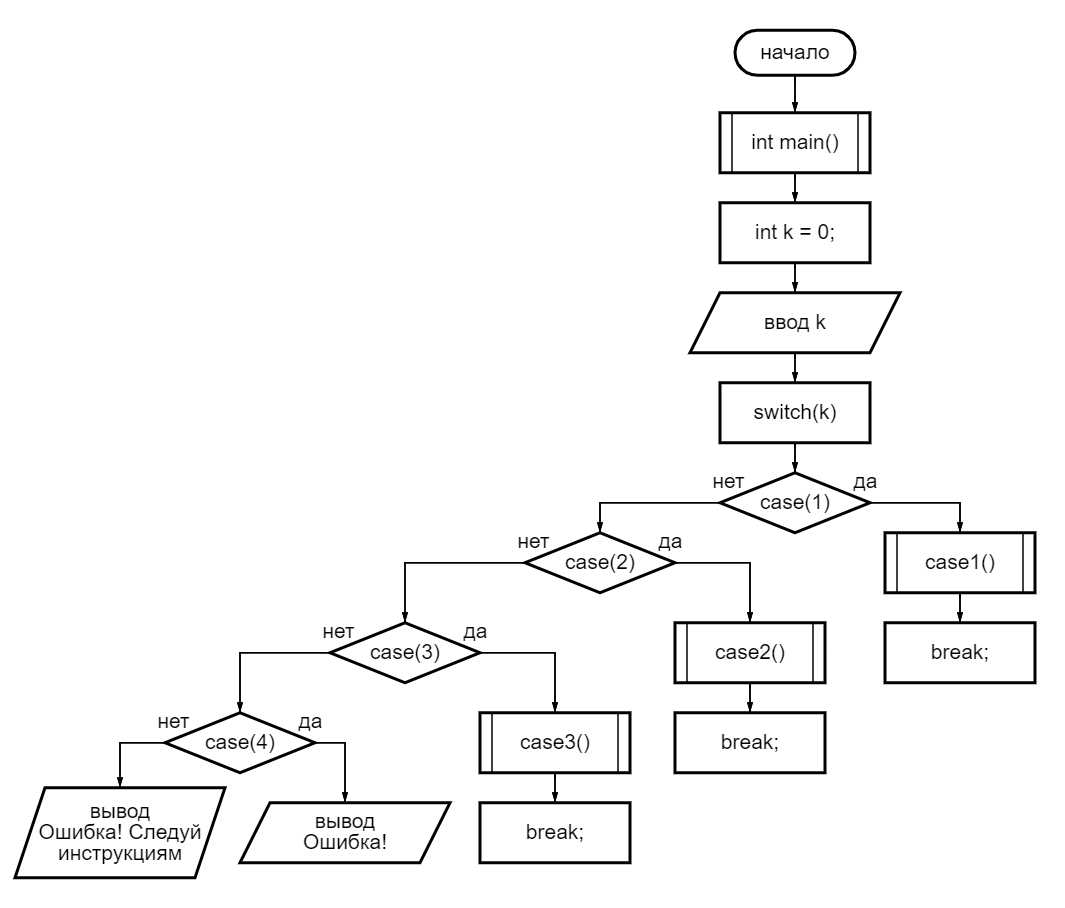 начало
int main()
int k = 0;
ввод k
switch(k)
нет
да
case(1)
нет
да
case(2)
case1()
нет
да
case(3)
case2()
break;
нет
да
case(4)
case3()
break;
вывод
Ошибка! Следуй
инструкциям
вывод
Ошибка!
break;